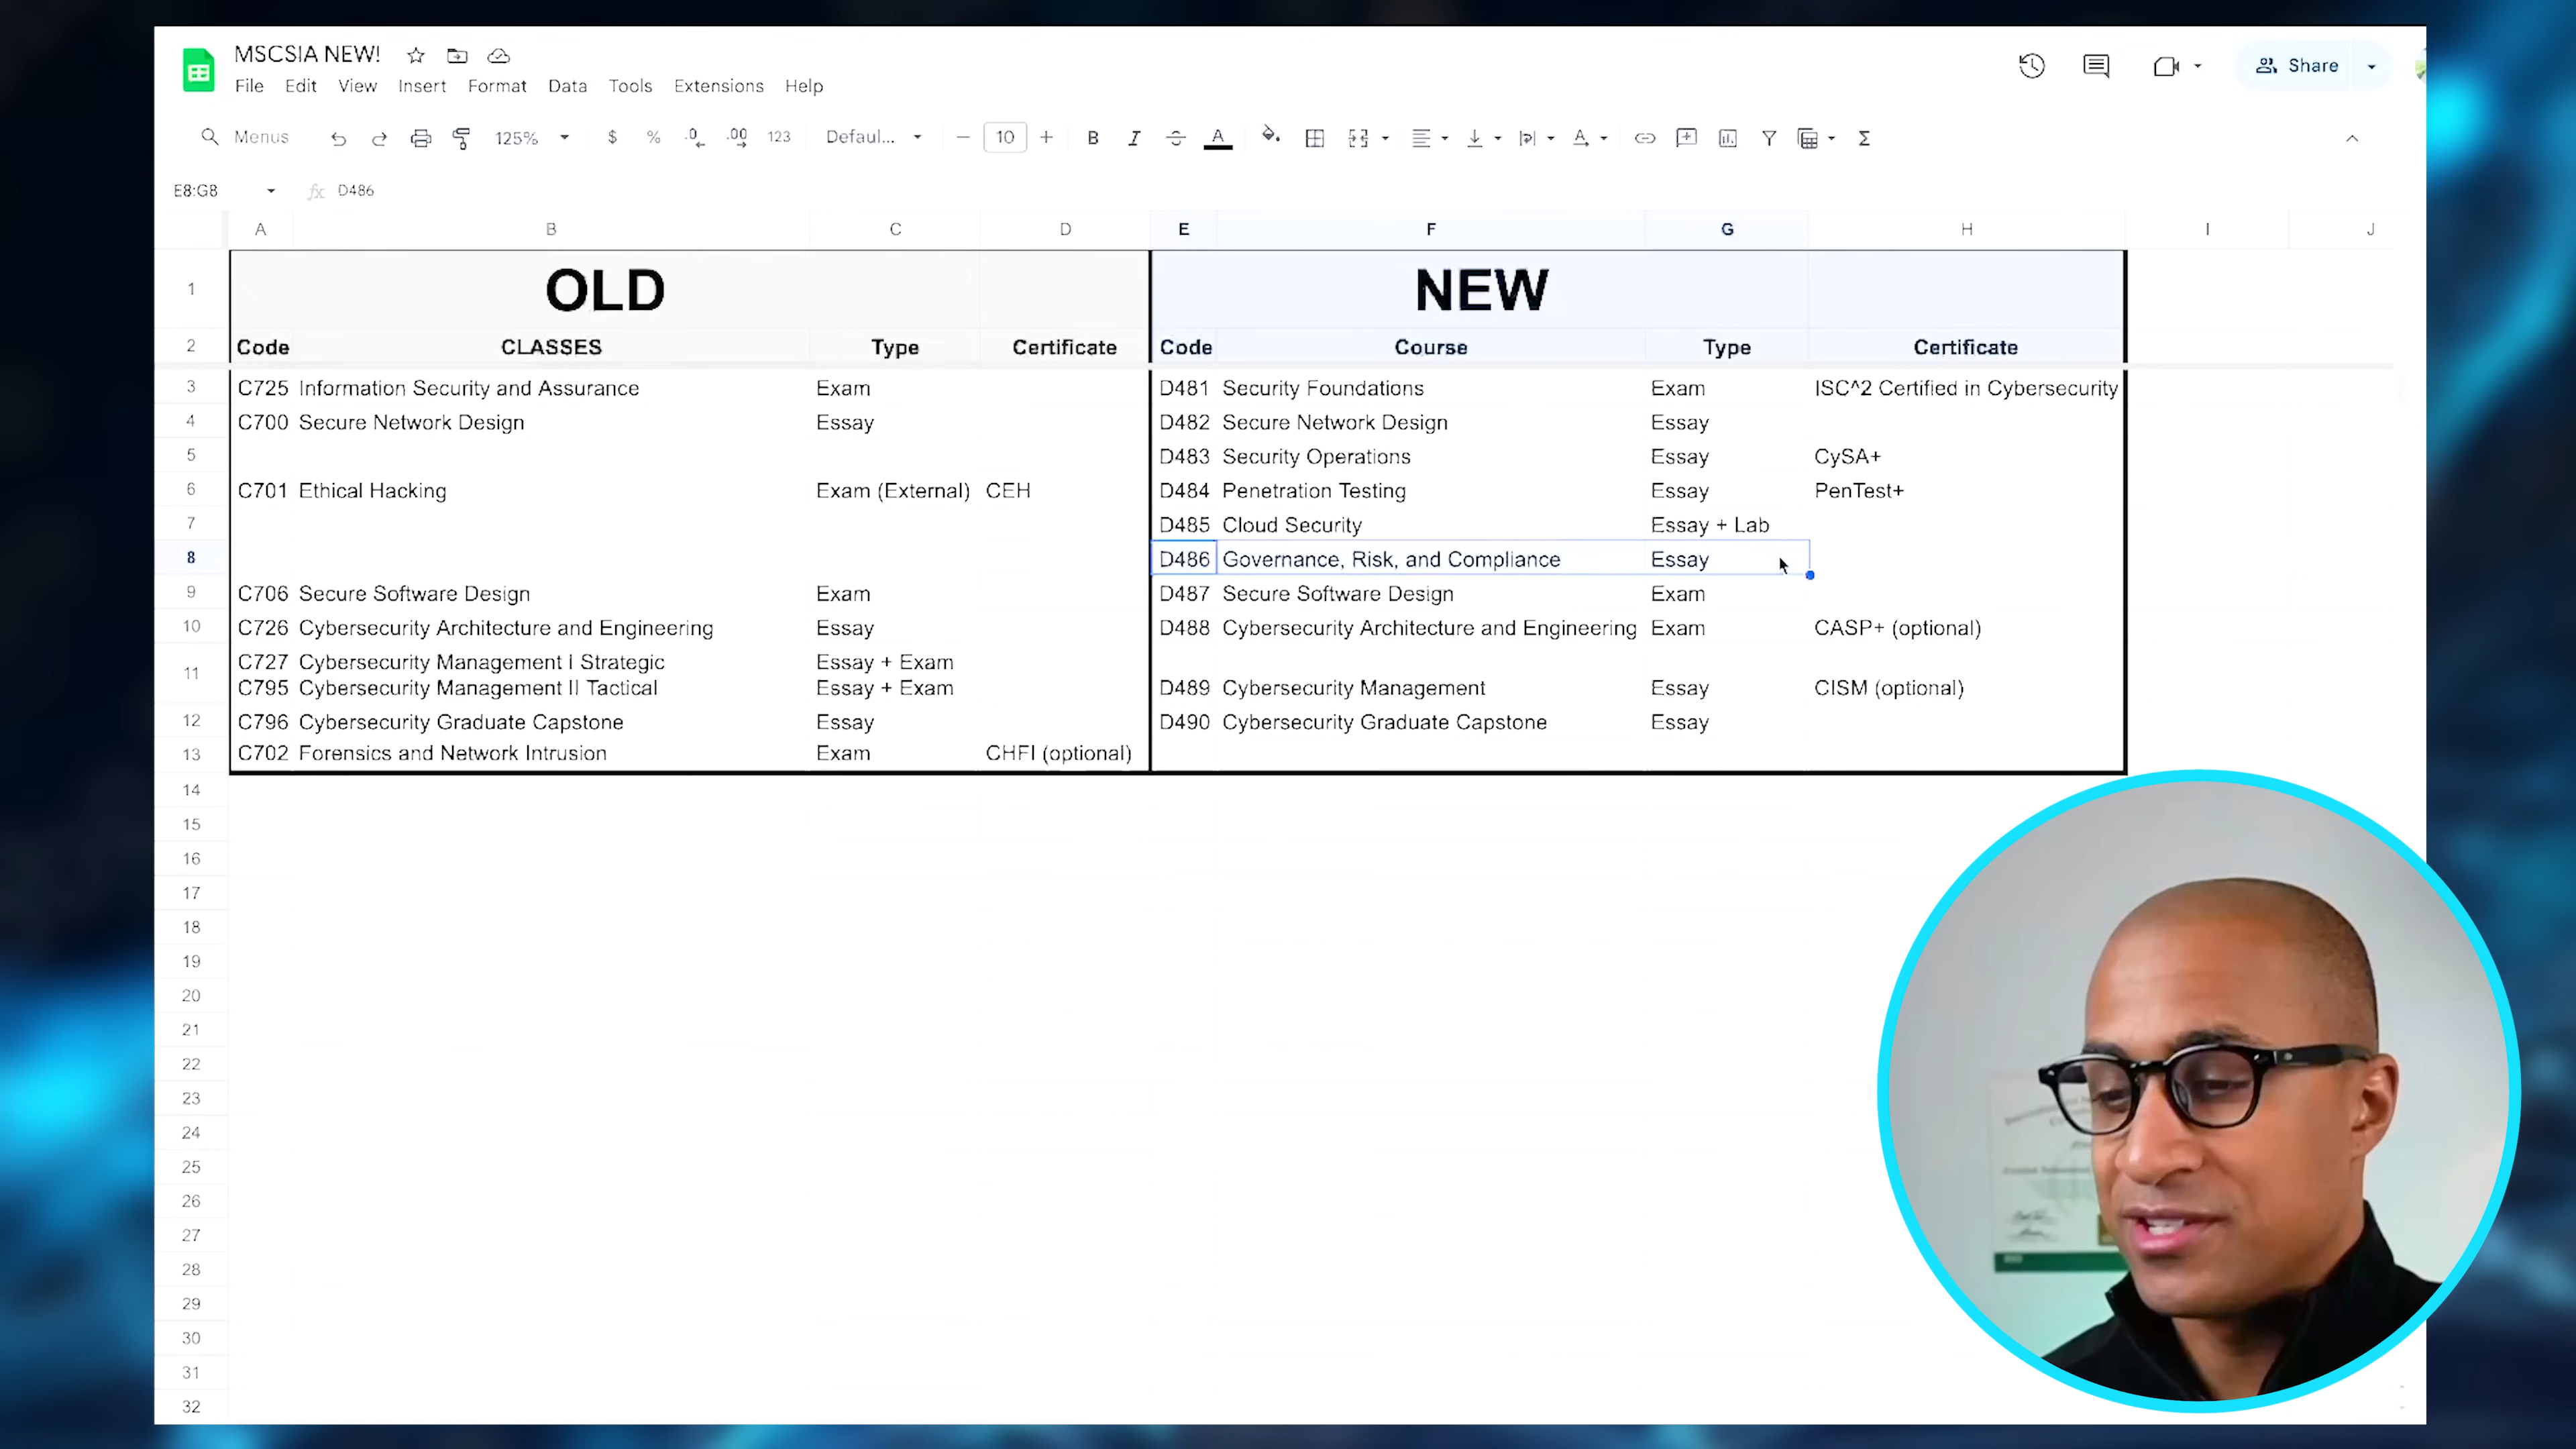 MSCSIA NEW!
File Edit View Insert Format Data Tools Extensions Help
Share
Menus 125% $ % .0 .00 123 Defaul... 10 B I A A Σ
E8:G8 fx D486
A B C D E F G H I J
1 OLD NEW
2 Code CLASSES Type Certificate Code Course Type Certificate
3 C725 Information Security and Assurance Exam D481 Security Foundations Exam ISC^2 Certified in Cybersecurity
4 C700 Secure Network Design Essay D482 Secure Network Design Essay
5 D483 Security Operations Essay CySA+
6 C701 Ethical Hacking Exam (External) CEH D484 Penetration Testing Essay PenTest+
7 D485 Cloud Security Essay + Lab
8 D486 Governance, Risk, and Compliance Essay
9 C706 Secure Software Design Exam D487 Secure Software Design Exam
10 C726 Cybersecurity Architecture and Engineering Essay D488 Cybersecurity Architecture and Engineering Exam CASP+ (optional)
C727 Cybersecurity Management I Strategic Essay + Exam
11 C795 Cybersecurity Management II Tactical Essay + Exam D489 Cybersecurity Management Essay CISM (optional)
12 C796 Cybersecurity Graduate Capstone Essay D490 Cybersecurity Graduate Capstone Essay
13 C702 Forensics and Network Intrusion Exam CHFI (optional)
14
15
16
17
18
19
20
21
22
23
24
25
26
27
28
29
30
31
32